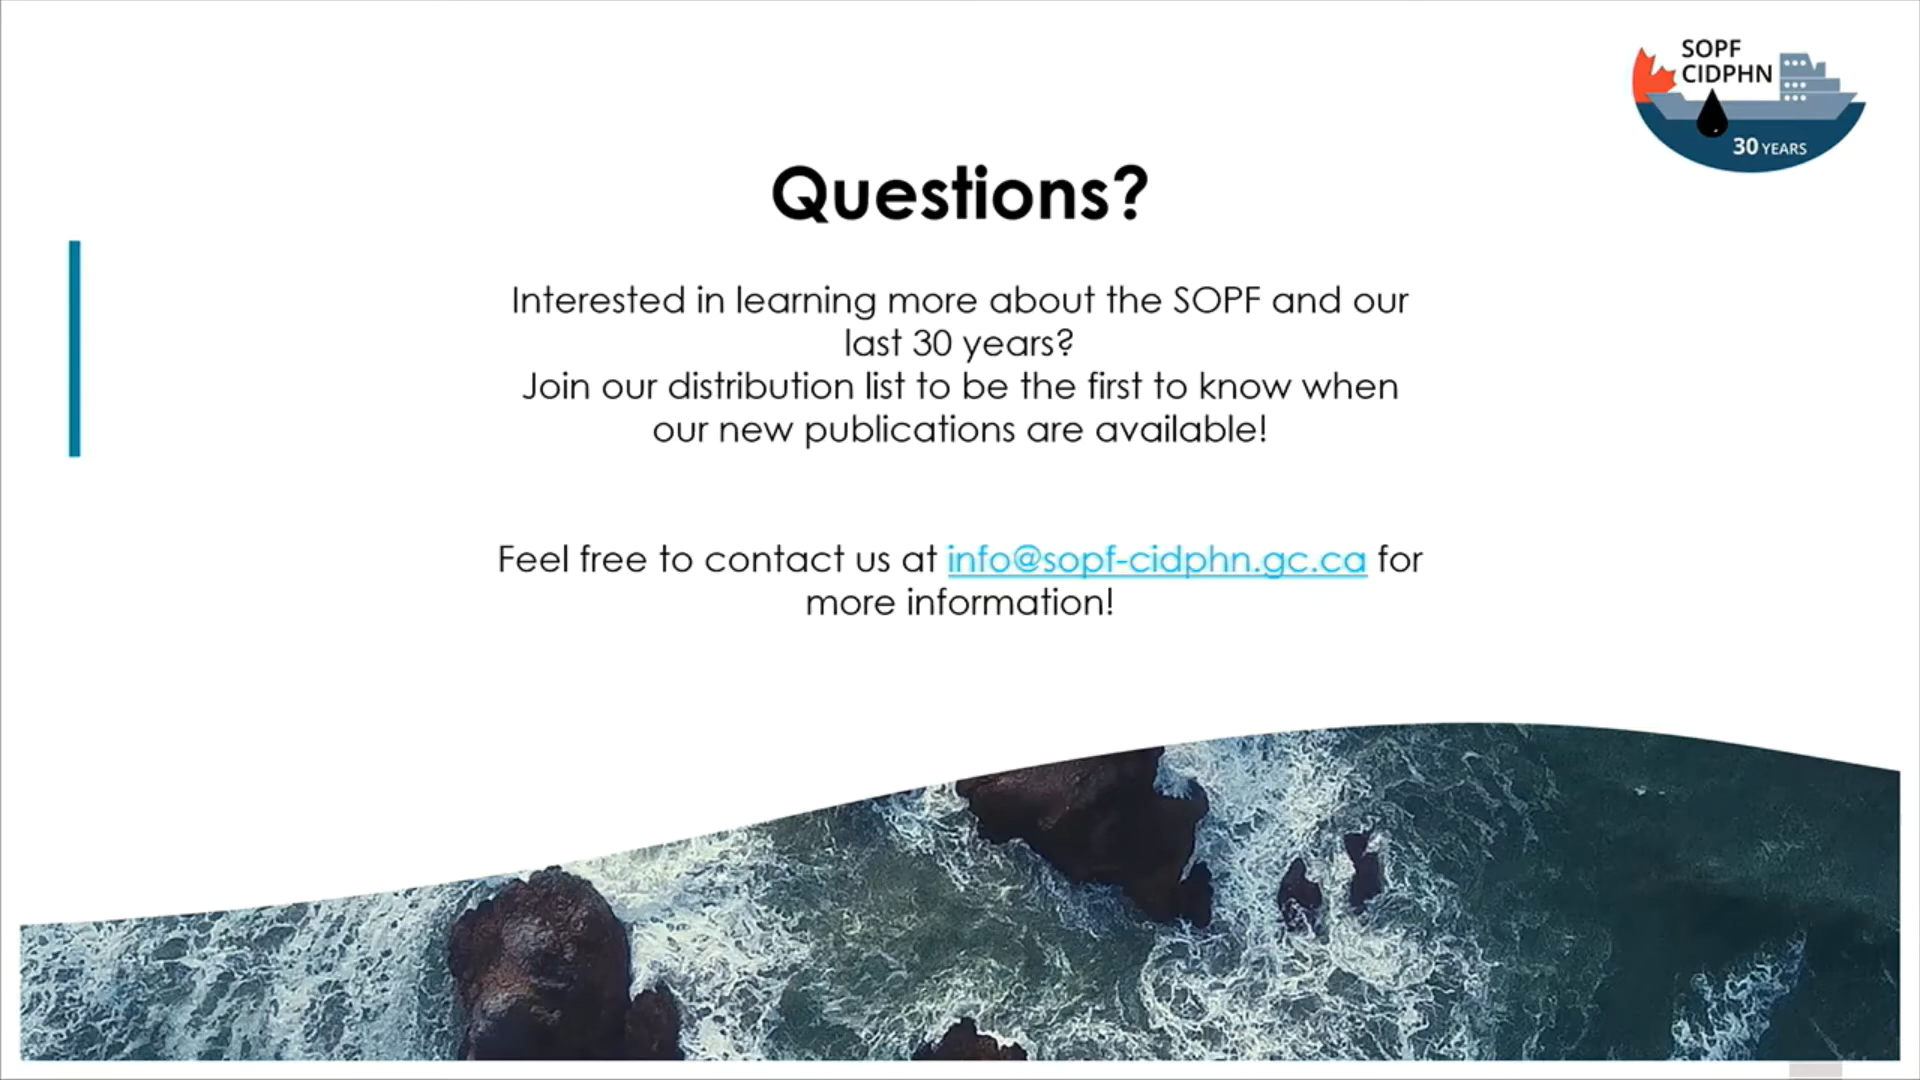 SOPF
CIDPHN
30 YEARS
Questions?
Interested in learning more about the SOPF and our
last 30 years?
Join our distribution list to be the first to know when
our new publications are available!
Feel free to contact us at info@sopf-cidphn.gc.ca for
more information!